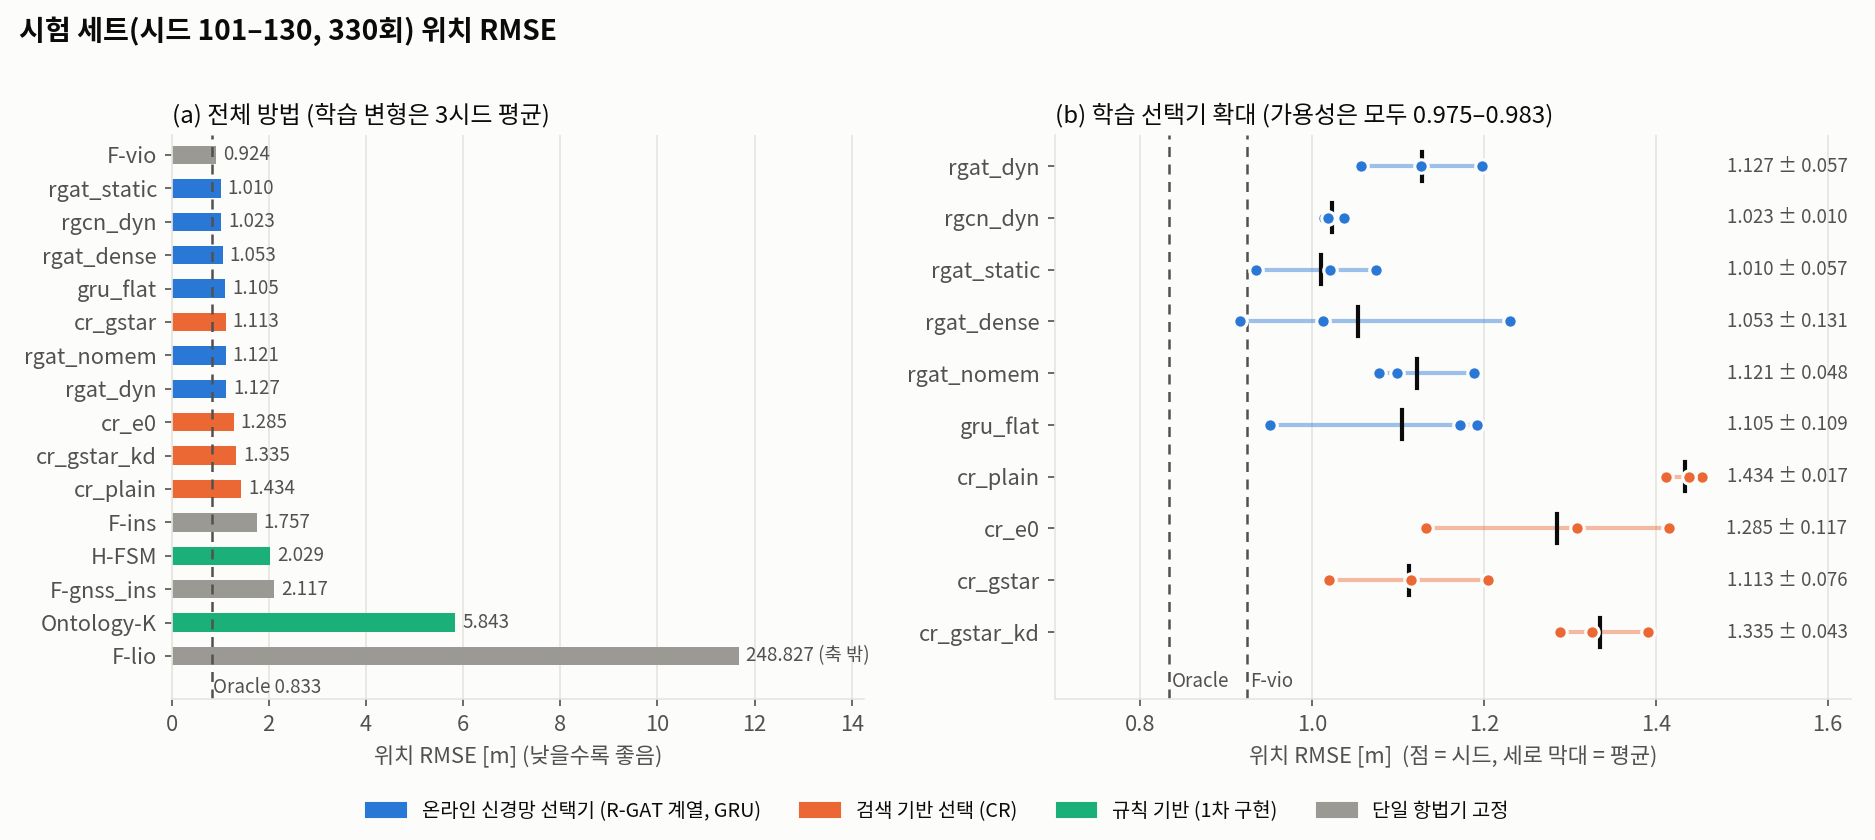 시험 세트(시드 101–130, 330회) 위치 RMSE
(a) 전체 방법 (학습 변형은 3시드 평균)
F-vio 0.924
rgat_static 1.010
rgcn_dyn 1.023
rgat_dense 1.053
gru_flat 1.105
cr_gstar 1.113
rgat_nomem 1.121
rgat_dyn 1.127
cr_e0 1.285
cr_gstar_kd 1.335
cr_plain 1.434
F-ins 1.757
H-FSM 2.029
F-gnss_ins 2.117
Ontology-K 5.843
F-lio 248.827 (축 밖)
Oracle 0.833
0 2 4 6 8 10 12 14
위치 RMSE [m] (낮을수록 좋음)
(b) 학습 선택기 확대 (가용성은 모두 0.975–0.983)
rgat_dyn 1.127 ± 0.057
rgcn_dyn 1.023 ± 0.010
rgat_static 1.010 ± 0.057
rgat_dense 1.053 ± 0.131
rgat_nomem 1.121 ± 0.048
gru_flat 1.105 ± 0.109
cr_plain 1.434 ± 0.017
cr_e0 1.285 ± 0.117
cr_gstar 1.113 ± 0.076
cr_gstar_kd 1.335 ± 0.043
Oracle F-vio
0.8 1.0 1.2 1.4 1.6
위치 RMSE [m] (점 = 시드, 세로 막대 = 평균)
온라인 신경망 선택기 (R-GAT 계열, GRU) 검색 기반 선택 (CR) 규칙 기반 (1차 구현) 단일 항법기 고정